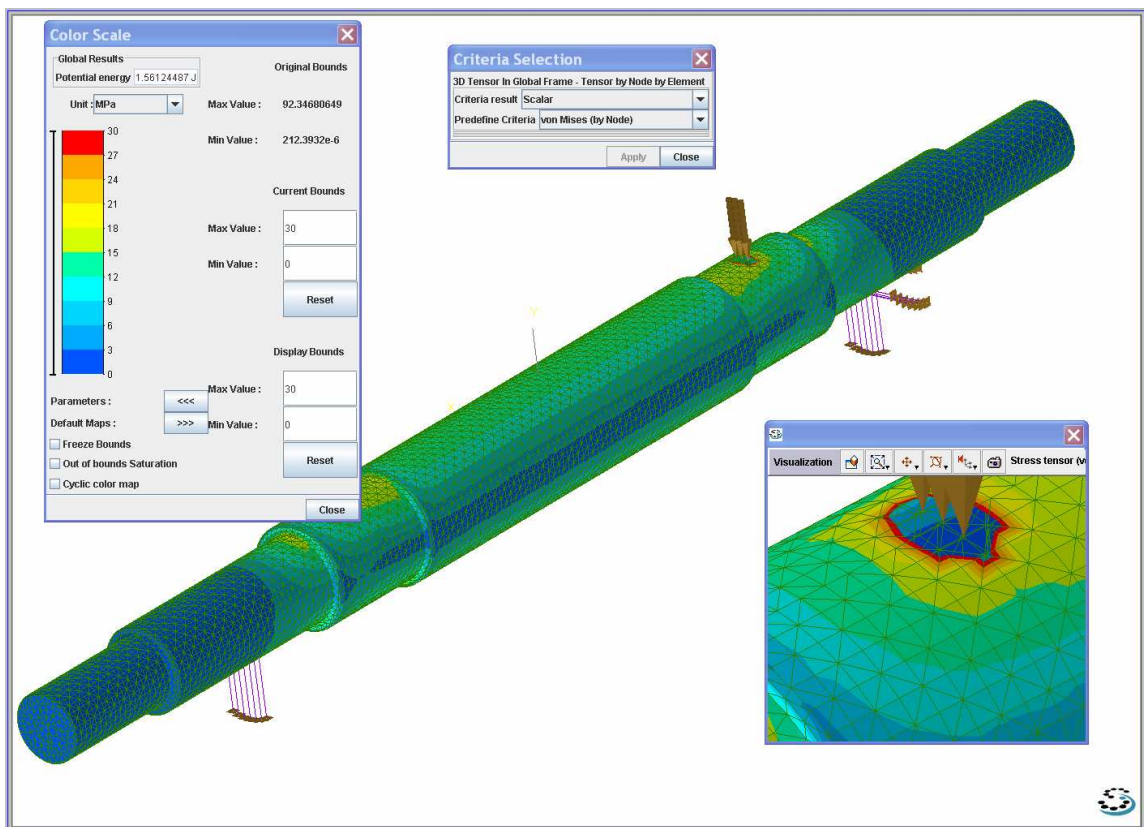 Color Scale
Global Results
Potential energy 1.56124487 J
Original Bounds
Unit : MPa
Max Value : 92.34680649
Min Value : 212.3932e-6
30
27
24
21
18
15
12
9
6
3
0
Current Bounds
Max Value : 30
Min Value : 0
Reset
Display Bounds
Max Value : 30
Min Value : 0
Reset
Parameters : <<<
Default Maps : >>>
Freeze Bounds
Out of bounds Saturation
Cyclic color map
Close
Criteria Selection
3D Tensor In Global Frame - Tensor by Node by Element
Criteria result Scalar
Predefine Criteria von Mises (by Node)
Apply Close
Y
Visualization Stress tensor (v